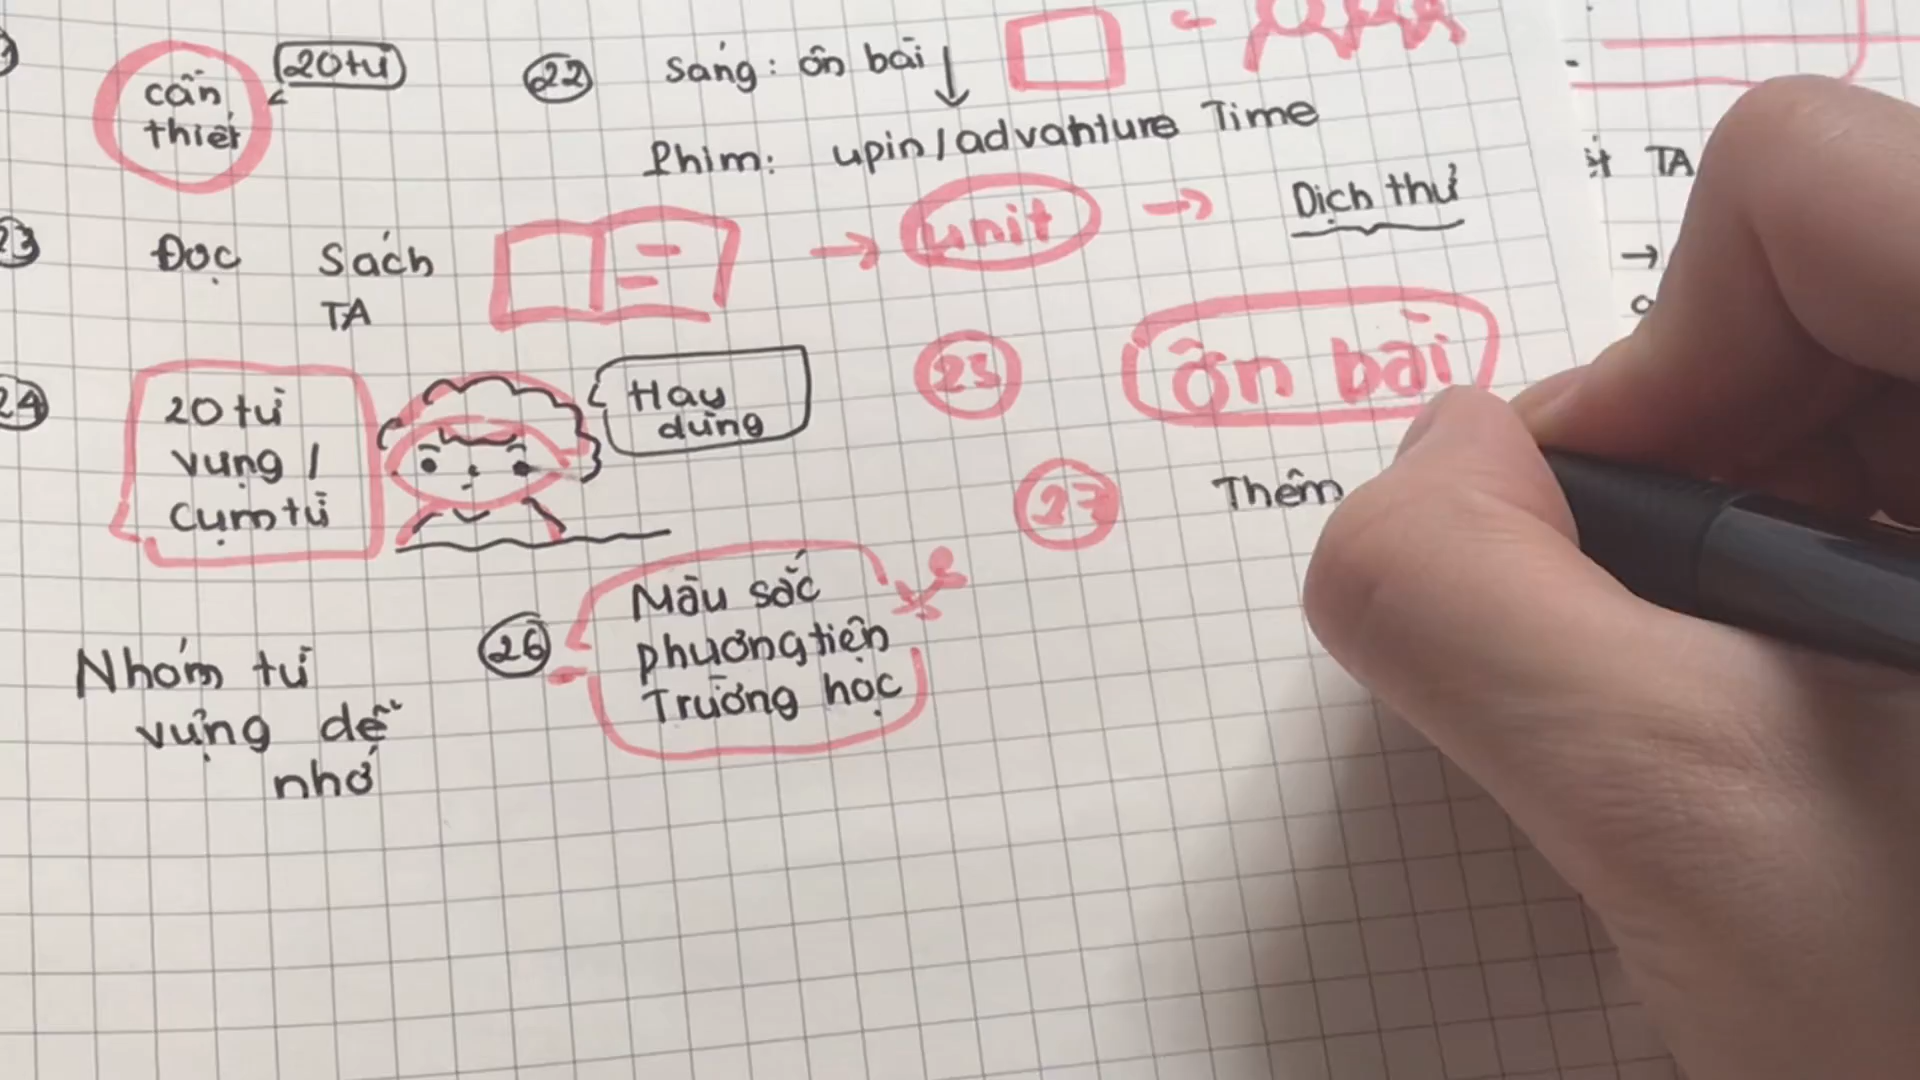 cần
thiết
20 từ
22
Sáng: ôn bài
Phim: upin / advanture Time
23
Đọc Sách
TA
unit
Dịch thử
24
20 từ
vựng /
Cụm từ
Hay
dùng
25
ôn bài
Nhóm từ
vựng dễ
nhớ
26
Màu sắc
phương tiện
Trường học
27
Thêm
TA